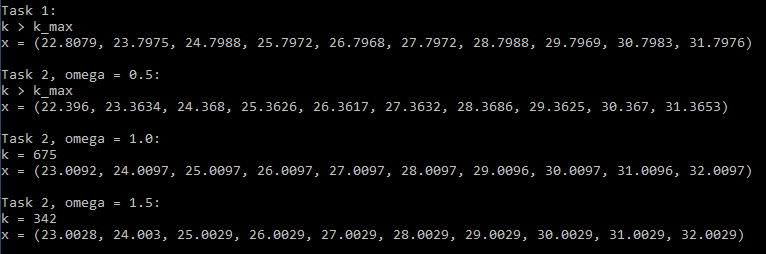 Task 1:
k > k_max
x = (22.8079, 23.7975, 24.7988, 25.7972, 26.7968, 27.7972, 28.7988, 29.7969, 30.7983, 31.7976)
Task 2, omega = 0.5:
k > k_max
x = (22.396, 23.3634, 24.368, 25.3626, 26.3617, 27.3632, 28.3686, 29.3625, 30.367, 31.3653)
Task 2, omega = 1.0:
k = 675
x = (23.0092, 24.0097, 25.0097, 26.0097, 27.0097, 28.0097, 29.0096, 30.0097, 31.0096, 32.0097)
Task 2, omega = 1.5:
k = 342
x = (23.0028, 24.003, 25.0029, 26.0029, 27.0029, 28.0029, 29.0029, 30.0029, 31.0029, 32.0029)